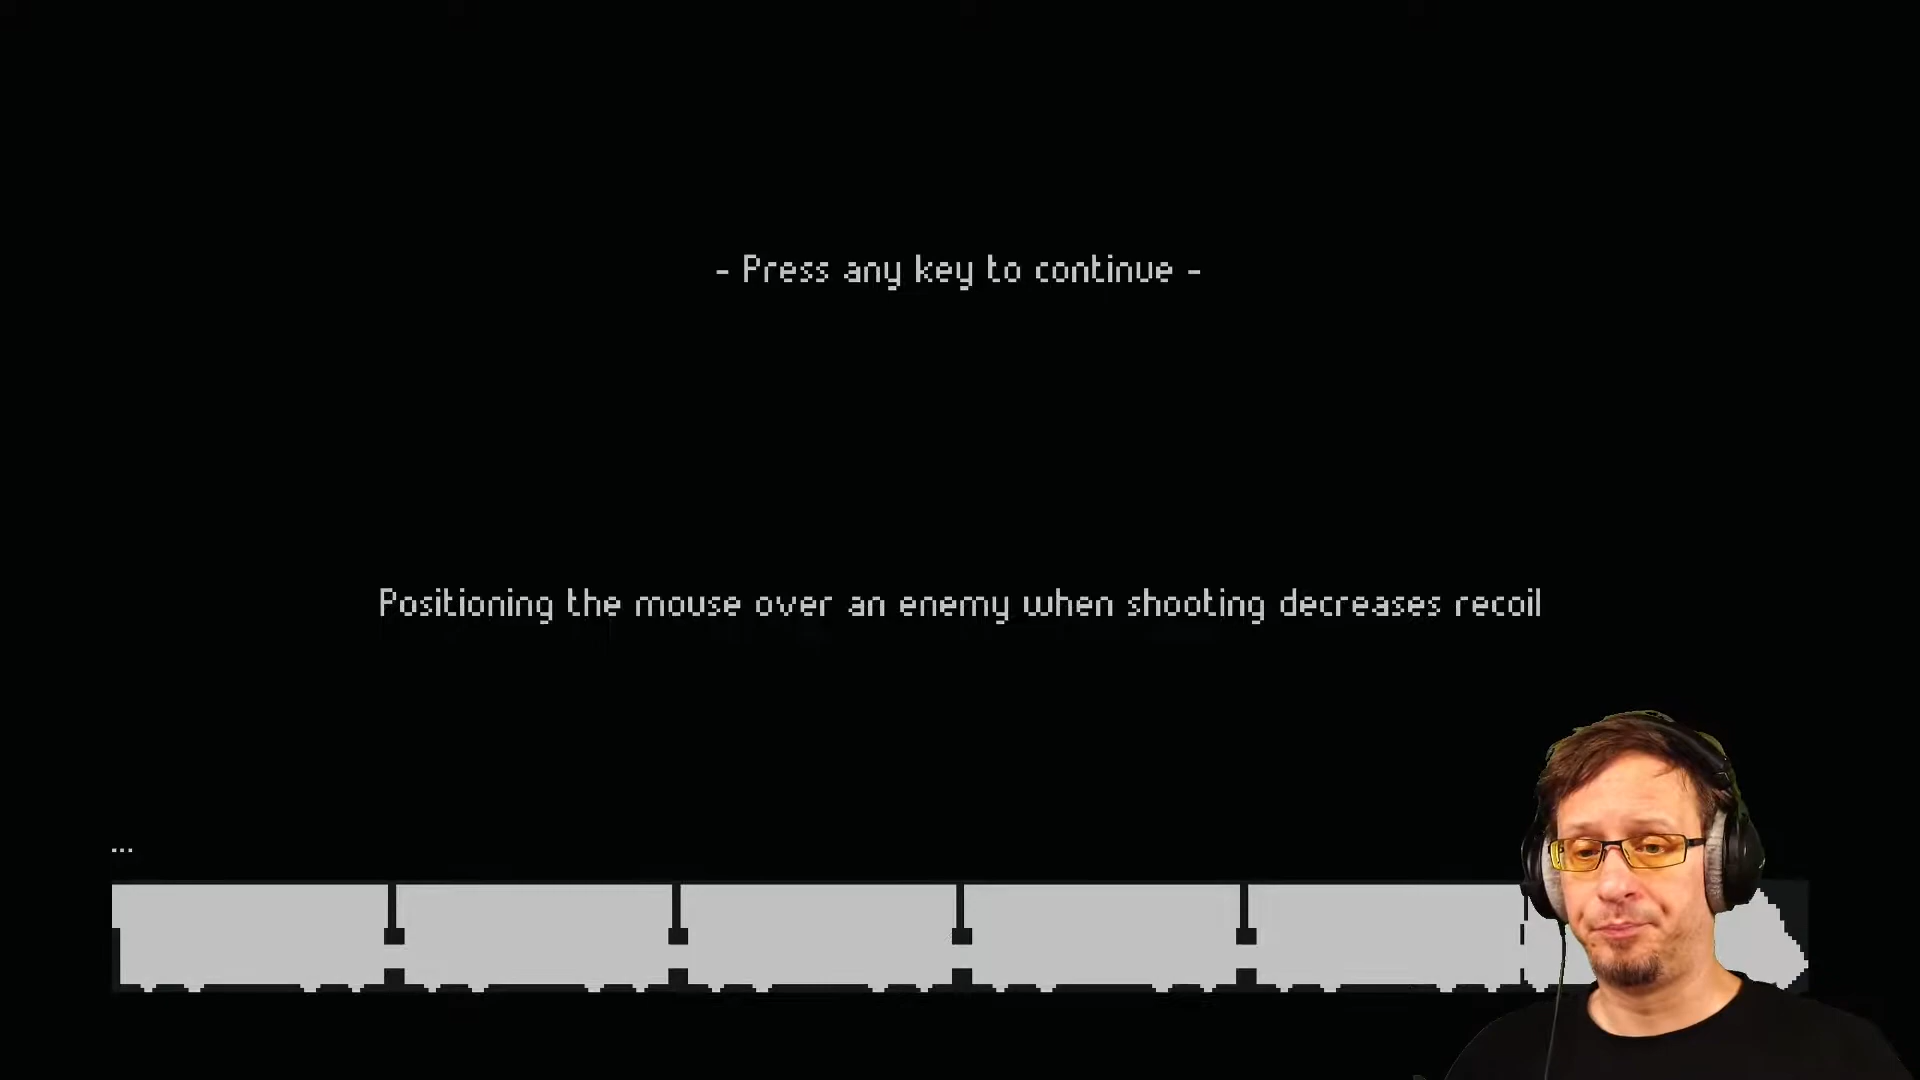 - Press any key to continue -
Positioning the mouse over an enemy when shooting decreases recoil
...